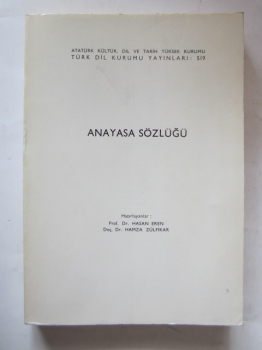 ATATÜRK KÜLTÜR, DİL VE TARİH YÜKSEK KURUMU
TÜRK DİL KURUMU YAYINLARI: 519
ANAYASA SÖZLÜĞÜ
Hazırlayanlar :
Prof. Dr. HASAN EREN
Doç. Dr. HAMZA ZÜLFİKAR